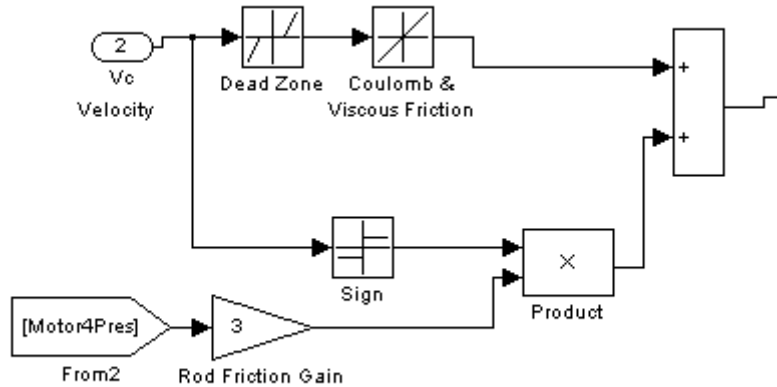 2
Vc
Velocity
Dead Zone
Coulomb &
Viscous Friction
+
+
Sign
×
Product
[Motor4Pres]
From2
3
Rod Friction Gain